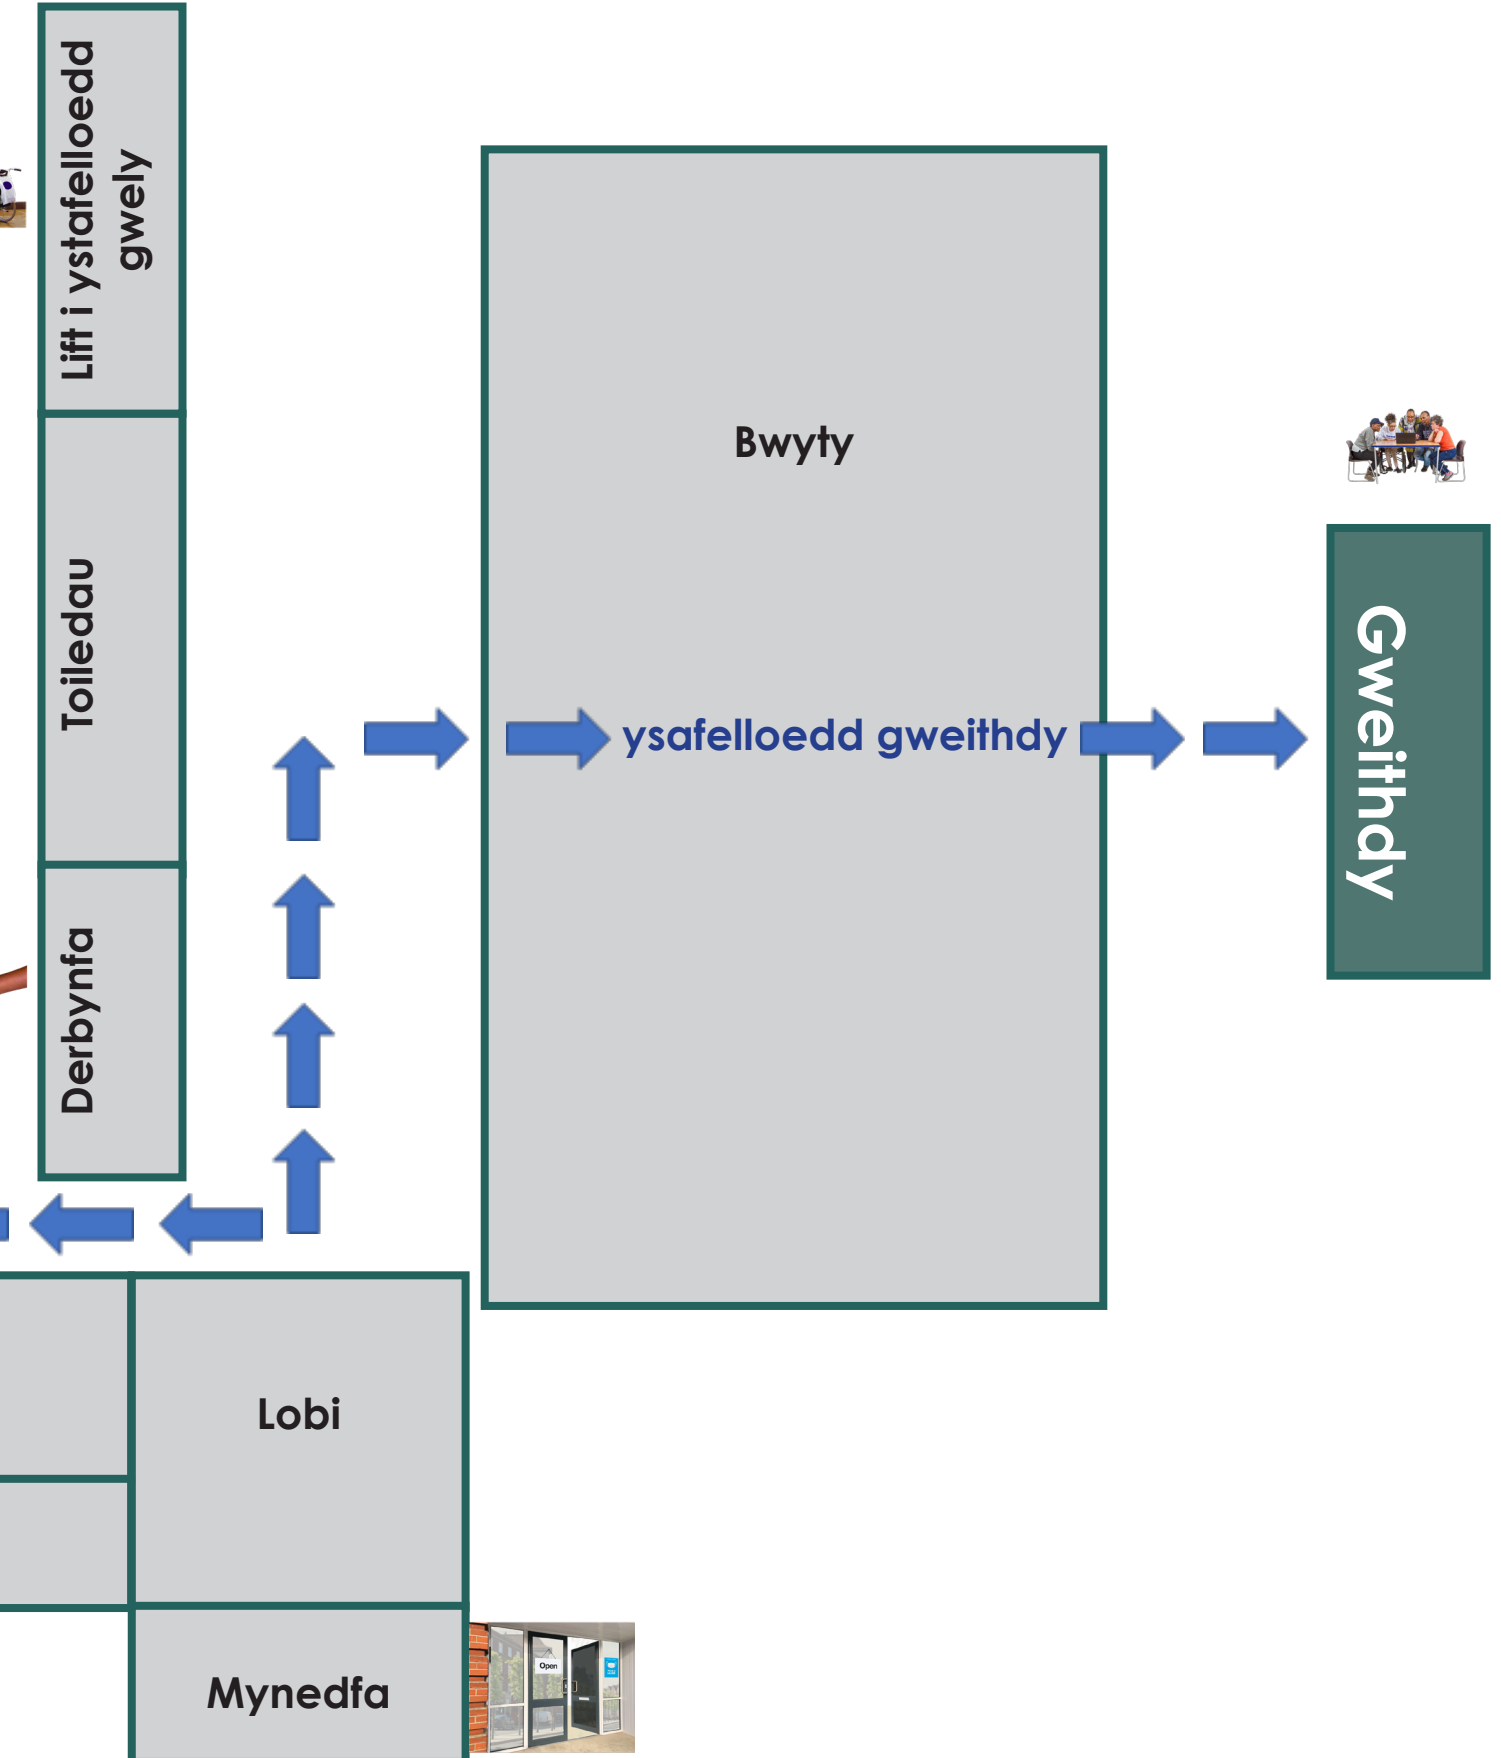 Lift i ystafelloedd
gwely
Toiledau
Derbynfa
Bwyty
ysafelloedd gweithdy
Gweithdy
Lobi
Mynedfa
Open